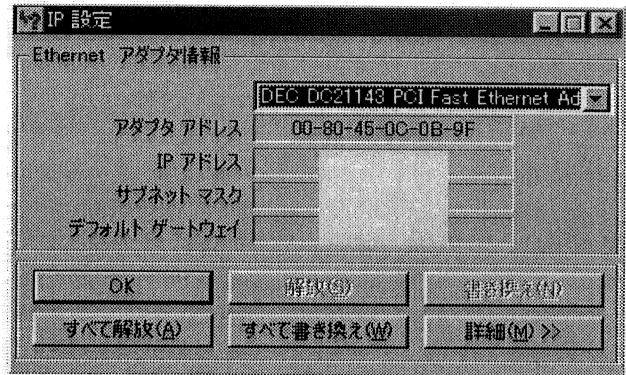 IP 設定
Ethernet アダプタ情報
DEC DC21143 PCI Fast Ethernet Ad
アダプタ アドレス 00-80-45-0C-0B-9F
IP アドレス
サブネット マスク
デフォルト ゲートウェイ
OK 解放(S) 書き換え(N)
すべて解放(A) すべて書き換え(W) 詳細(M) >>